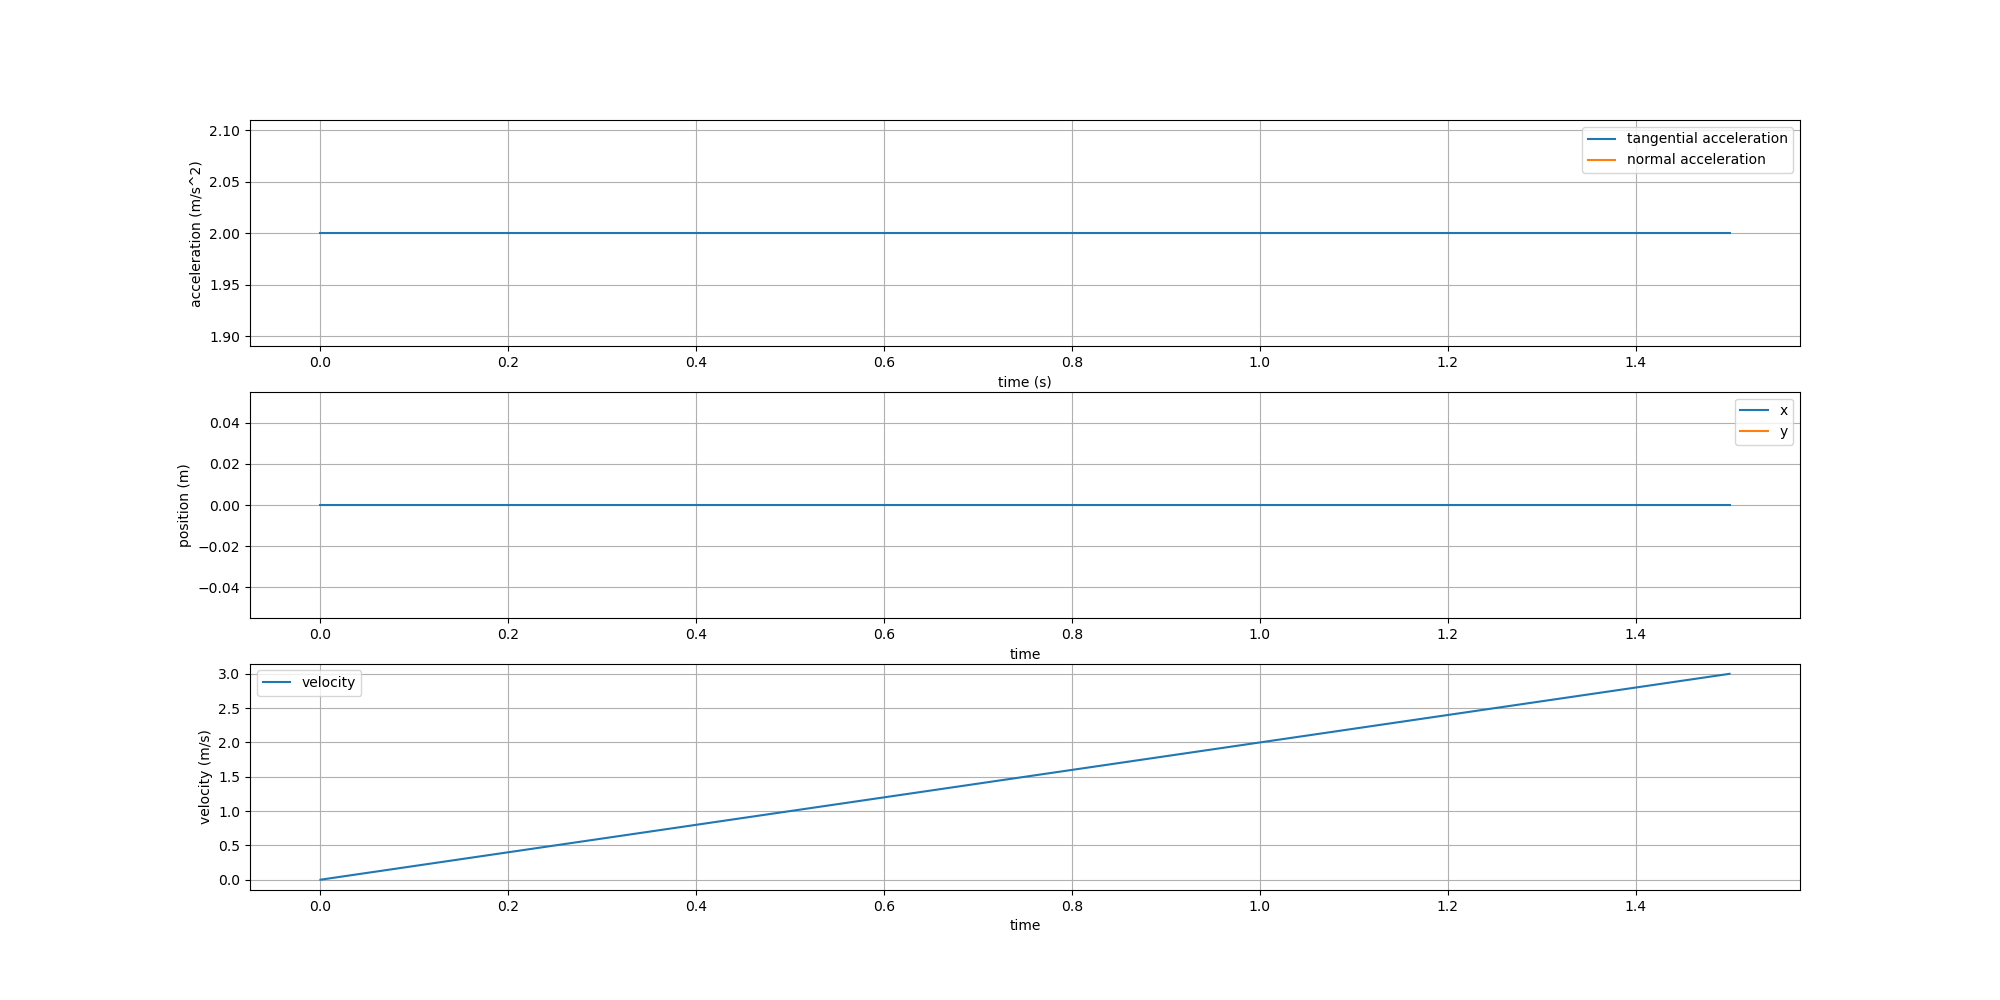 2.10
2.05
2.00
1.95
1.90
acceleration (m/s^2)
tangential acceleration
normal acceleration
0.0 0.2 0.4 0.6 0.8 1.0 1.2 1.4
time (s)
0.04
0.02
0.00
−0.02
−0.04
position (m)
x
y
0.0 0.2 0.4 0.6 0.8 1.0 1.2 1.4
time
3.0
2.5
2.0
1.5
1.0
0.5
0.0
velocity (m/s)
velocity
0.0 0.2 0.4 0.6 0.8 1.0 1.2 1.4
time